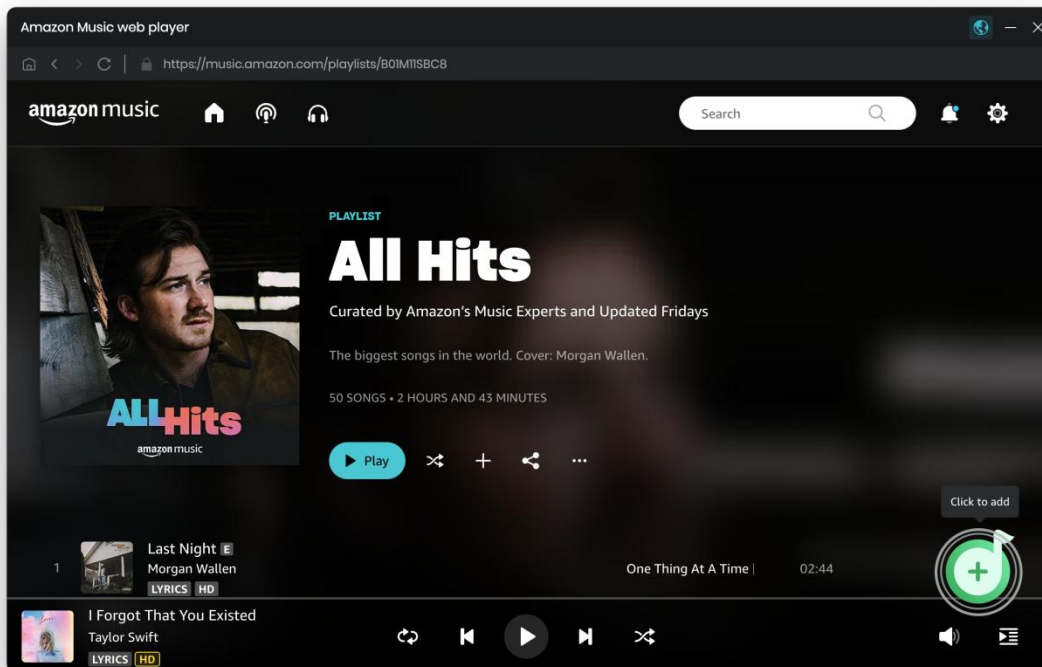 Amazon Music web player
https://music.amazon.com/playlists/B01M11SBC8
amazon music
Search
PLAYLIST
All Hits
Curated by Amazon's Music Experts and Updated Fridays
The biggest songs in the world. Cover: Morgan Wallen.
50 SONGS • 2 HOURS AND 43 MINUTES
ALL Hits
amazon music
Play
Click to add
1
Last Night E
Morgan Wallen
LYRICS HD
One Thing At A Time |
02:44
I Forgot That You Existed
Taylor Swift
LYRICS HD